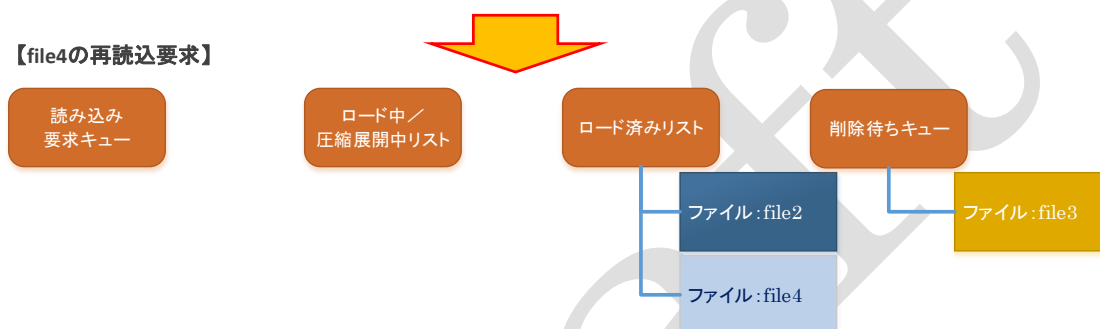 【file4の再読込要求】
読み込み
要求キュー
ロード中／
圧縮展開中リスト
ロード済みリスト
削除待ちキュー
ファイル：file2
ファイル：file3
ファイル：file4